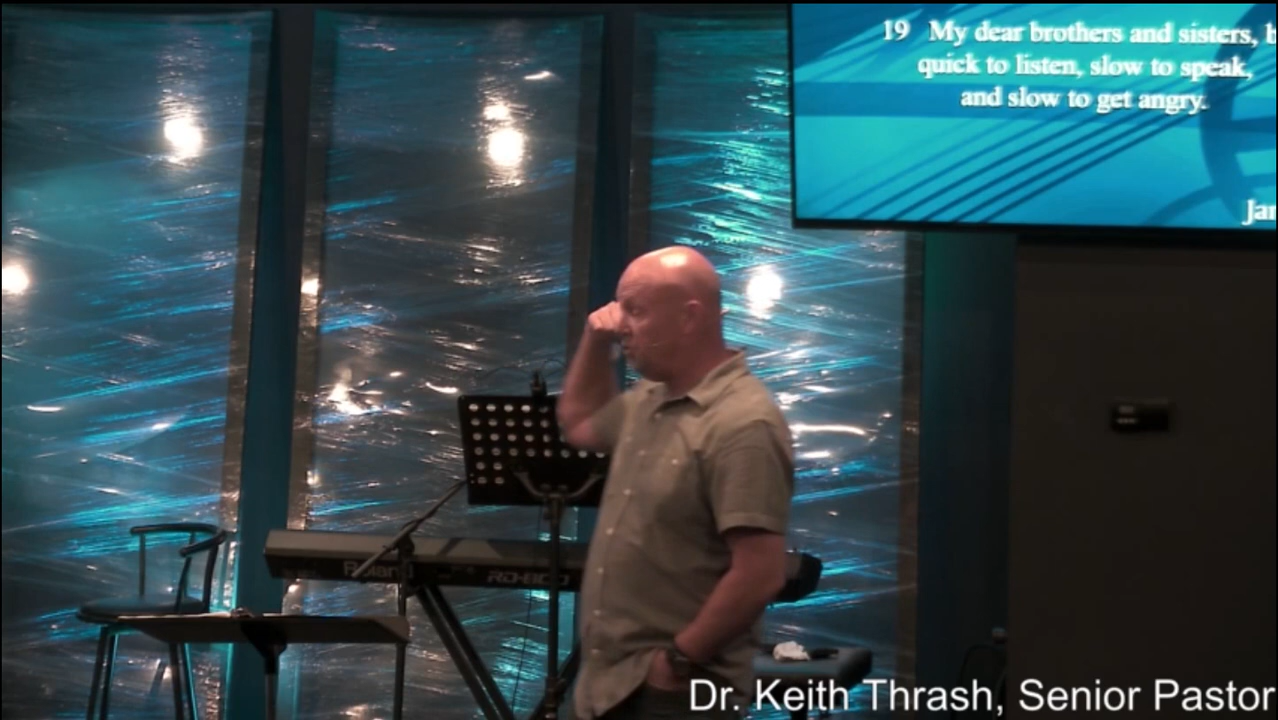 19 My dear brothers and sisters, b
quick to listen, slow to speak,
and slow to get angry.
Jam
Roland
RD-800
Dr. Keith Thrash, Senior Pastor